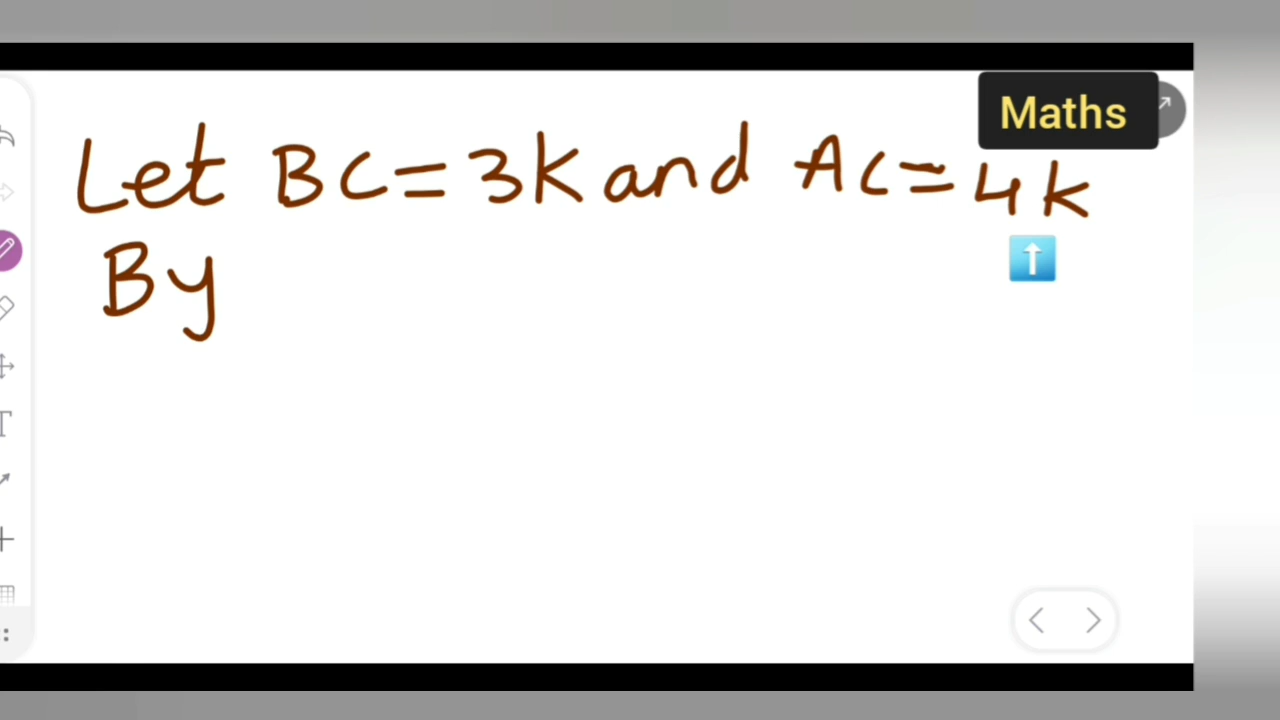 Maths
Let BC = 3K and AC = 4k
By